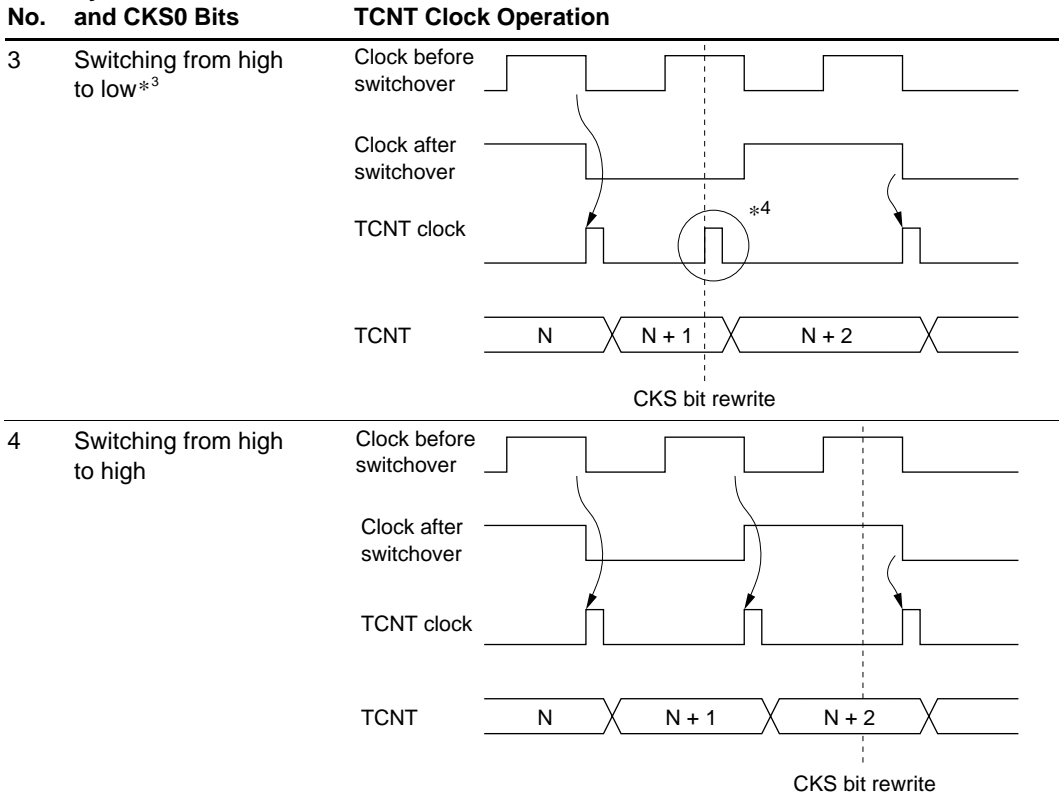 No. and CKS0 Bits TCNT Clock Operation
3 Switching from high to low*3
Clock before switchover
Clock after switchover
TCNT clock
*4
TCNT N N + 1 N + 2
CKS bit rewrite
4 Switching from high to high
Clock before switchover
Clock after switchover
TCNT clock
TCNT N N + 1 N + 2
CKS bit rewrite